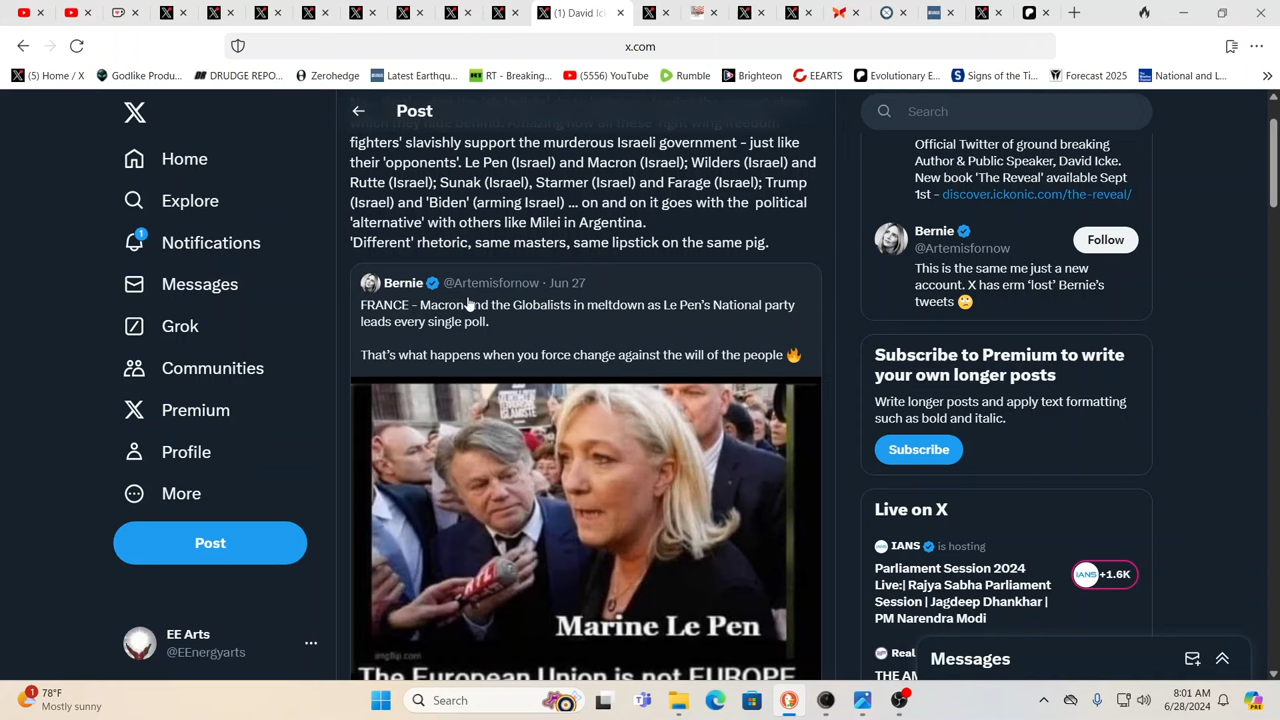 (1) David Ic
x.com
(5) Home / X
Godlike Produ...
DRUDGE REPO...
Zerohedge
Latest Earthqu...
RT - Breaking...
(5556) YouTube
Rumble
Brighteon
EEARTS
Evolutionary E...
Signs of the Ti...
Forecast 2025
National and L...
Post
Home
Explore
1
Notifications
Messages
Grok
Communities
Premium
Profile
More
Post
EE Arts
@EEnergyarts
fighters' slavishly support the murderous Israeli government - just like
their 'opponents'. Le Pen (Israel) and Macron (Israel); Wilders (Israel) and
Rutte (Israel); Sunak (Israel), Starmer (Israel) and Farage (Israel); Trump
(Israel) and 'Biden' (arming Israel) ... on and on it goes with the political
'alternative' with others like Milei in Argentina.
'Different' rhetoric, same masters, same lipstick on the same pig.
Bernie @Artemisfornow · Jun 27
FRANCE - Macron and the Globalists in meltdown as Le Pen's National party
leads every single poll.
That's what happens when you force change against the will of the people
Marine Le Pen
imgflip.com
The European Union is not EUROPE
Search
Official Twitter of ground breaking
Author & Public Speaker, David Icke.
New book 'The Reveal' available Sept
1st - discover.ickonic.com/the-reveal/
Bernie
@Artemisfornow
Follow
This is the same me just a new
account. X has erm 'lost' Bernie's
tweets
Subscribe to Premium to write
your own longer posts
Write longer posts and apply text formatting
such as bold and italic.
Subscribe
Live on X
IANS is hosting
Parliament Session 2024
Live:| Rajya Sabha Parliament
Session | Jagdeep Dhankhar |
PM Narendra Modi
IANS +1.6K
Real
THE AM
Messages
1
78°F
Mostly sunny
Search
8:01 AM
6/28/2024